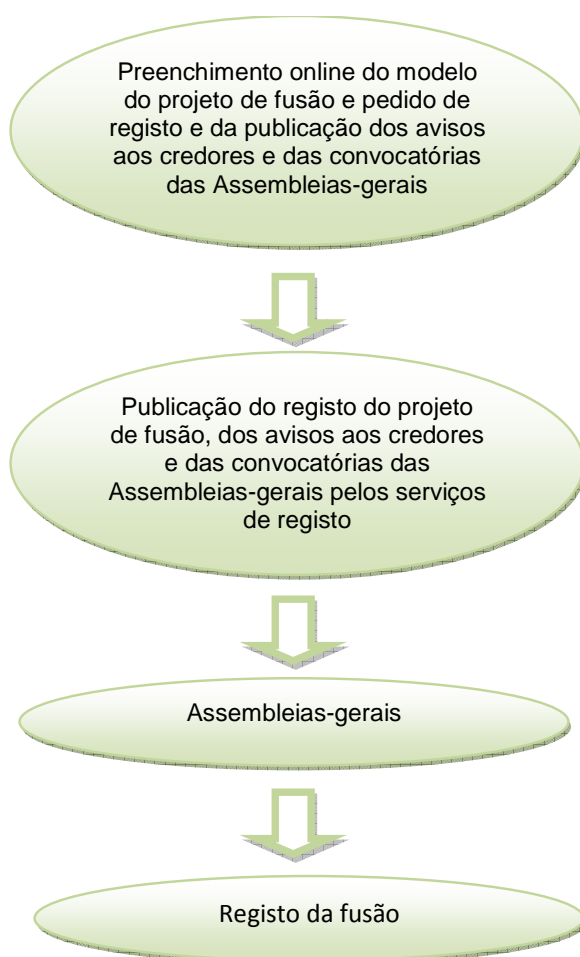 Preenchimento online do modelo
do projeto de fusão e pedido de
registo e da publicação dos avisos
aos credores e das convocatórias
das Assembleias-gerais
Publicação do registo do projeto
de fusão, dos avisos aos credores
e das convocatórias das
Assembleias-gerais pelos serviços
de registo
Assembleias-gerais
Registo da fusão